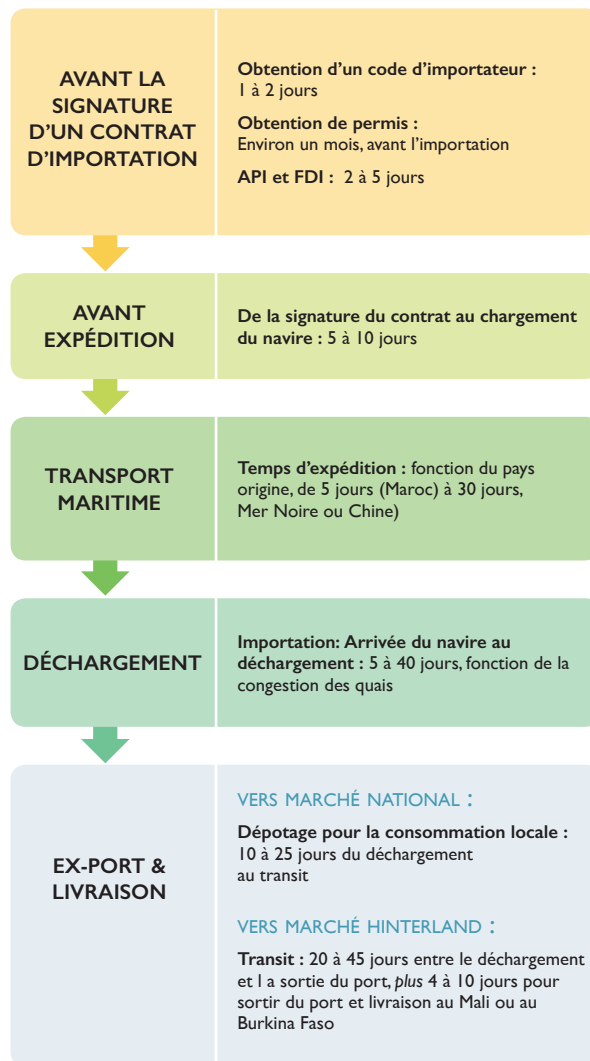 AVANT LA
SIGNATURE
D'UN CONTRAT
D'IMPORTATION
Obtention d'un code d'importateur :
1 à 2 jours
Obtention de permis :
Environ un mois, avant l'importation
API et FDI : 2 à 5 jours
AVANT
EXPÉDITION
De la signature du contrat au chargement
du navire : 5 à 10 jours
TRANSPORT
MARITIME
Temps d'expédition : fonction du pays
origine, de 5 jours (Maroc) à 30 jours,
Mer Noire ou Chine)
DÉCHARGEMENT
Importation: Arrivée du navire au
déchargement : 5 à 40 jours, fonction de la
congestion des quais
EX-PORT &
LIVRAISON
VERS MARCHÉ NATIONAL :
Dépotage pour la consommation locale :
10 à 25 jours du déchargement
au transit
VERS MARCHÉ HINTERLAND :
Transit : 20 à 45 jours entre le déchargement
et l a sortie du port, plus 4 à 10 jours pour
sortir du port et livraison au Mali ou au
Burkina Faso